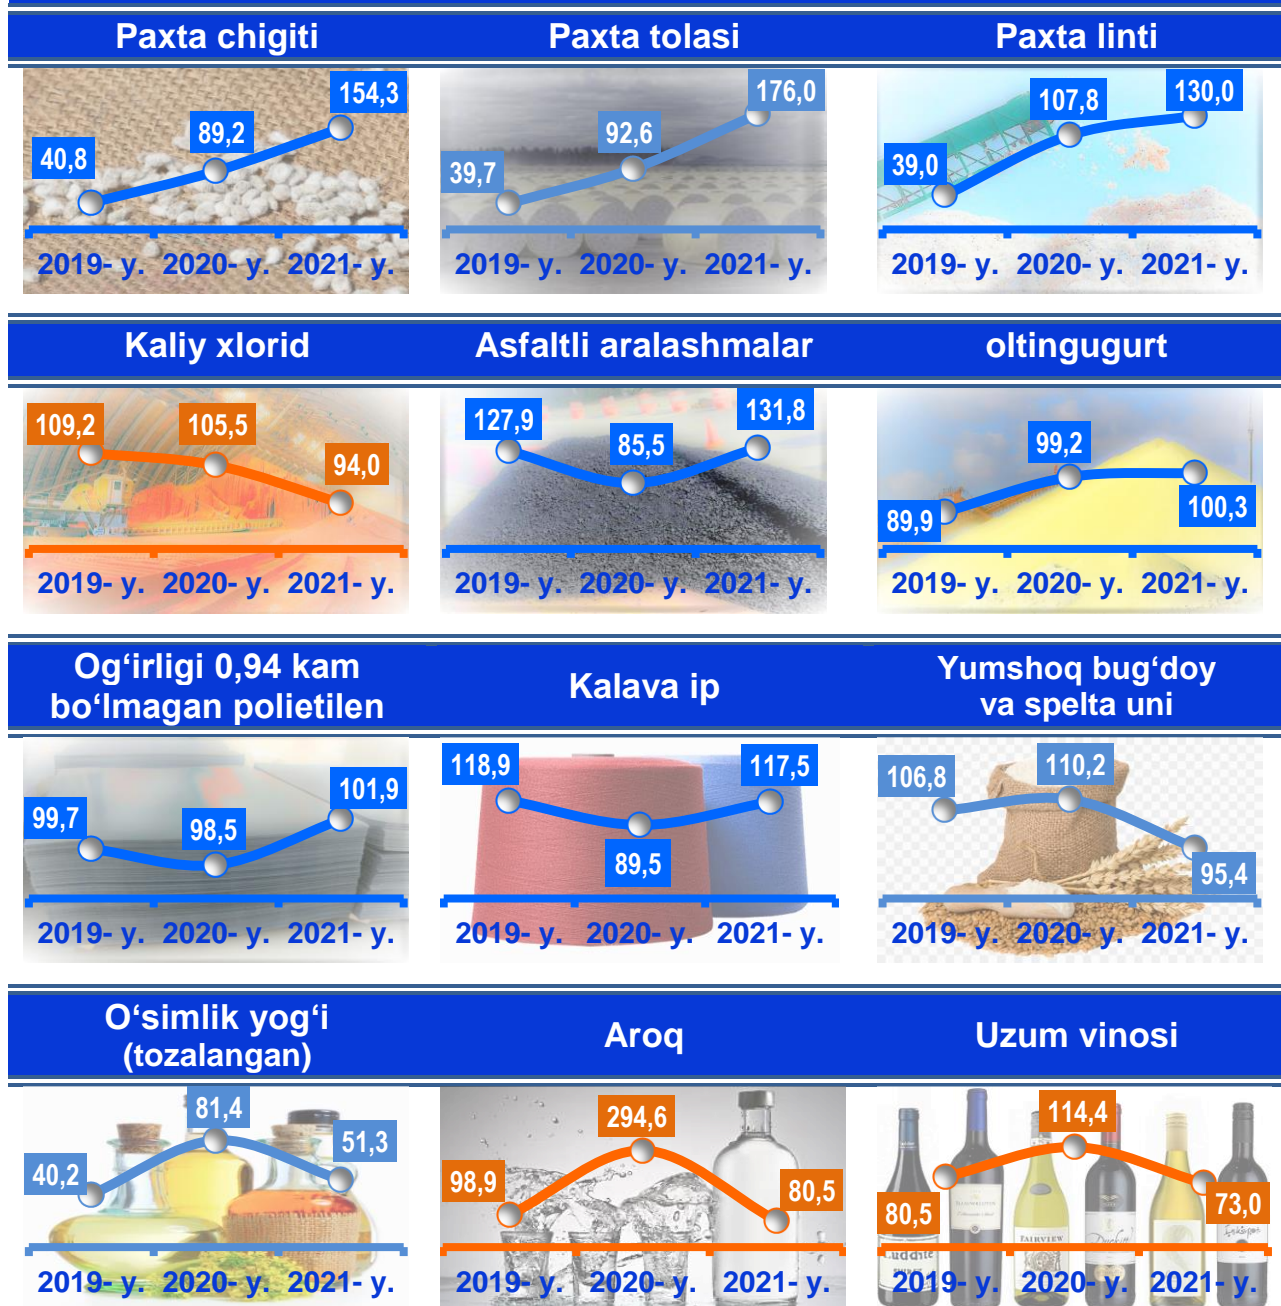 Paxta chigiti
Paxta tolasi
Paxta linti
40,8
89,2
154,3
2019- y. 2020- y. 2021- y.
39,7
92,6
176,0
2019- y. 2020- y. 2021- y.
39,0
107,8
130,0
2019- y. 2020- y. 2021- y.
Kaliy xlorid
Asfaltli aralashmalar
oltingugurt
109,2
105,5
94,0
2019- y. 2020- y. 2021- y.
127,9
85,5
131,8
2019- y. 2020- y. 2021- y.
89,9
99,2
100,3
2019- y. 2020- y. 2021- y.
Og‘irligi 0,94 kam
bo‘lmagan polietilen
Kalava ip
Yumshoq bug‘doy
va spelta uni
99,7
98,5
101,9
2019- y. 2020- y. 2021- y.
118,9
89,5
117,5
2019- y. 2020- y. 2021- y.
106,8
110,2
95,4
2019- y. 2020- y. 2021- y.
O‘simlik yog‘i
(tozalangan)
Aroq
Uzum vinosi
40,2
81,4
51,3
2019- y. 2020- y. 2021- y.
98,9
294,6
80,5
2019- y. 2020- y. 2021- y.
80,5
114,4
73,0
FAIRVIEW
2019- y. 2020- y. 2021- y.